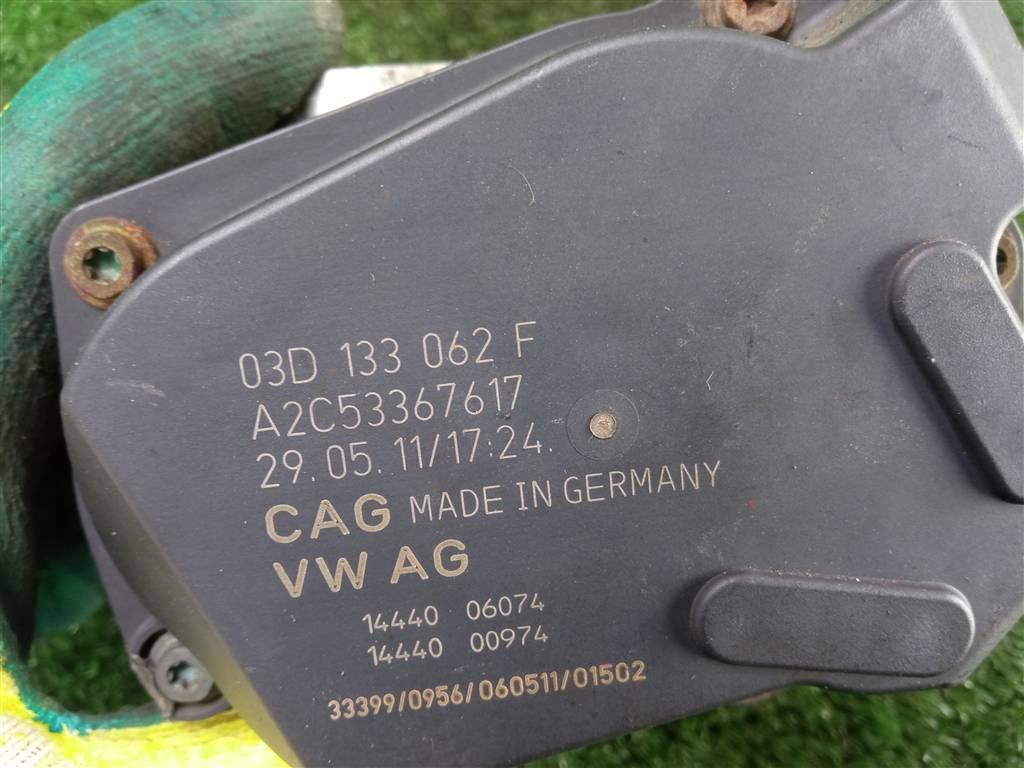 03D 133 062 F
A2C53367617
29.05.11/17:24.
CAG MADE IN GERMANY
VW AG
14440 06074
14440 00974
33399/0956/060511/01502